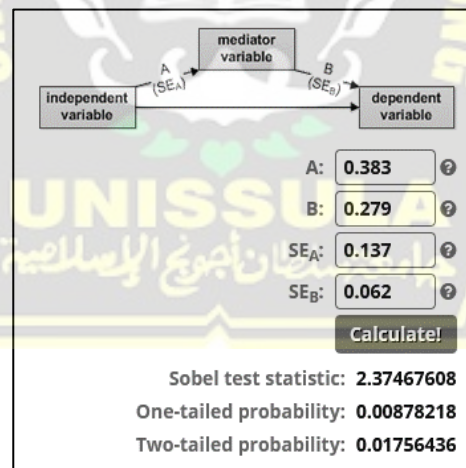 mediator
variable
A
(SEA)
B
(SEB)
independent
variable
dependent
variable
A: 0.383
B: 0.279
SEA: 0.137
SEB: 0.062
Calculate!
UNISSULA
Sobel test statistic: 2.37467608
One-tailed probability: 0.00878218
Two-tailed probability: 0.01756436